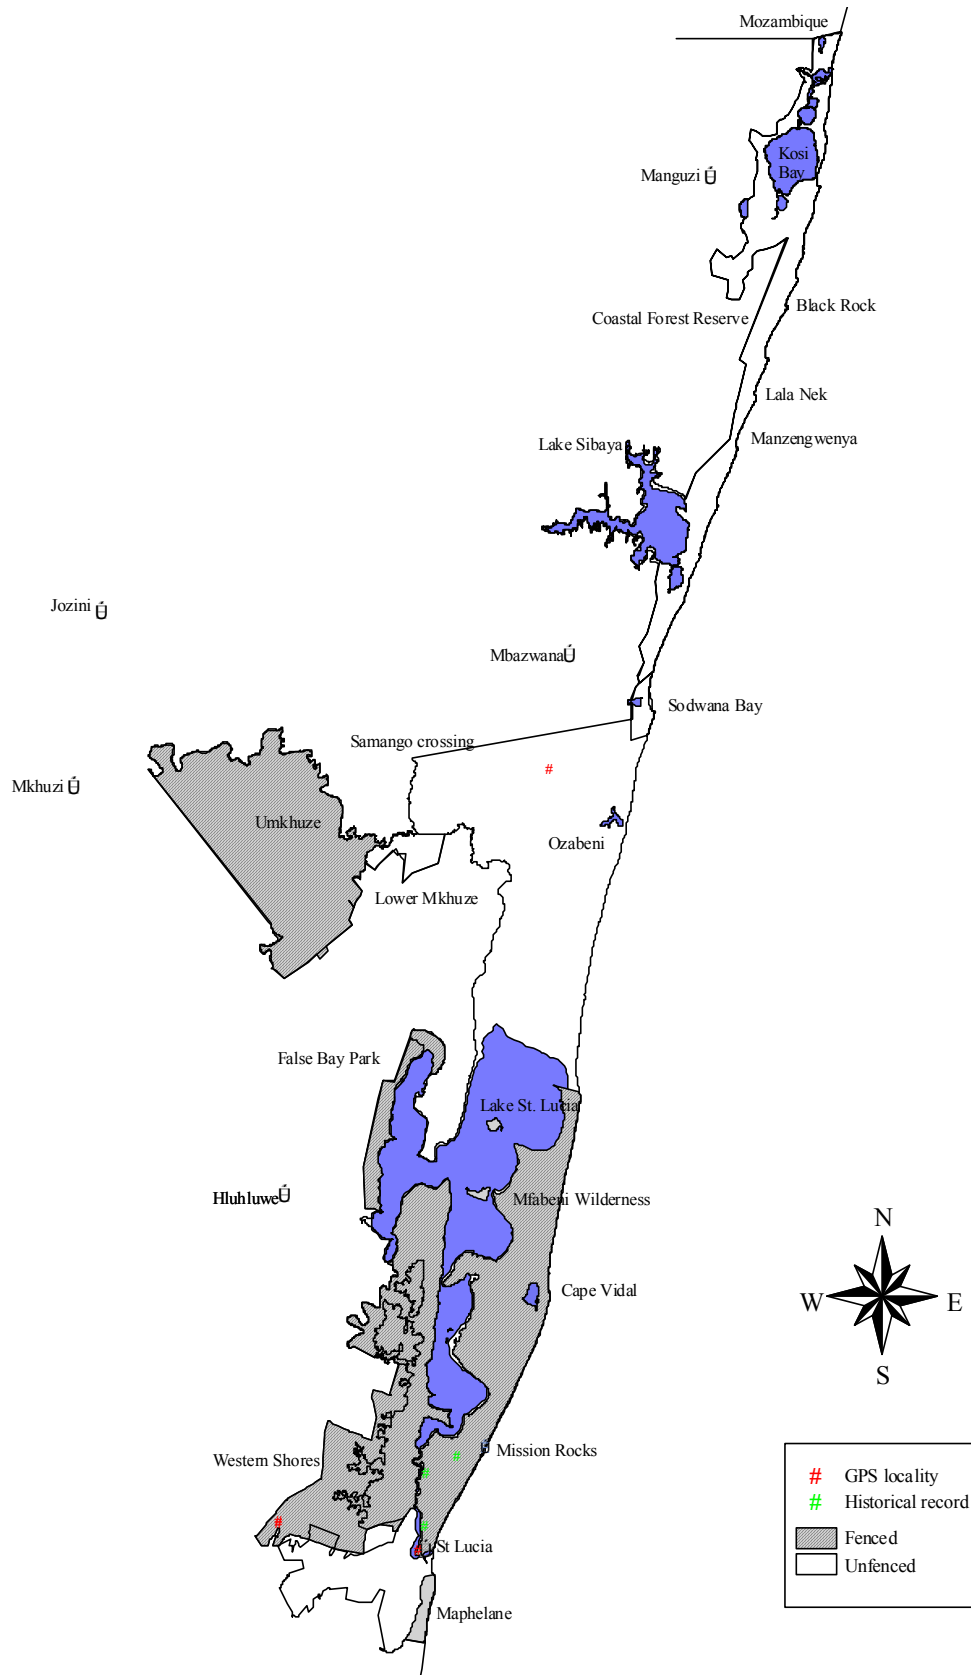 Mozambique
Kosi
Bay
Manguzi
Black Rock
Coastal Forest Reserve
Lala Nek
Manzengwenya
Lake Sibaya
Jozini
Mbazwana
Sodwana Bay
Samango crossing
#
Mkhuzi
Umkhuze
Ozabeni
Lower Mkhuze
False Bay Park
Lake St. Lucia
Hluhluwe
Mfabeni Wilderness
Cape Vidal
N
W
E
S
Mission Rocks
Western Shores
#
#
#
#
#
St Lucia
Maphelane
# GPS locality
# Historical record
Fenced
Unfenced